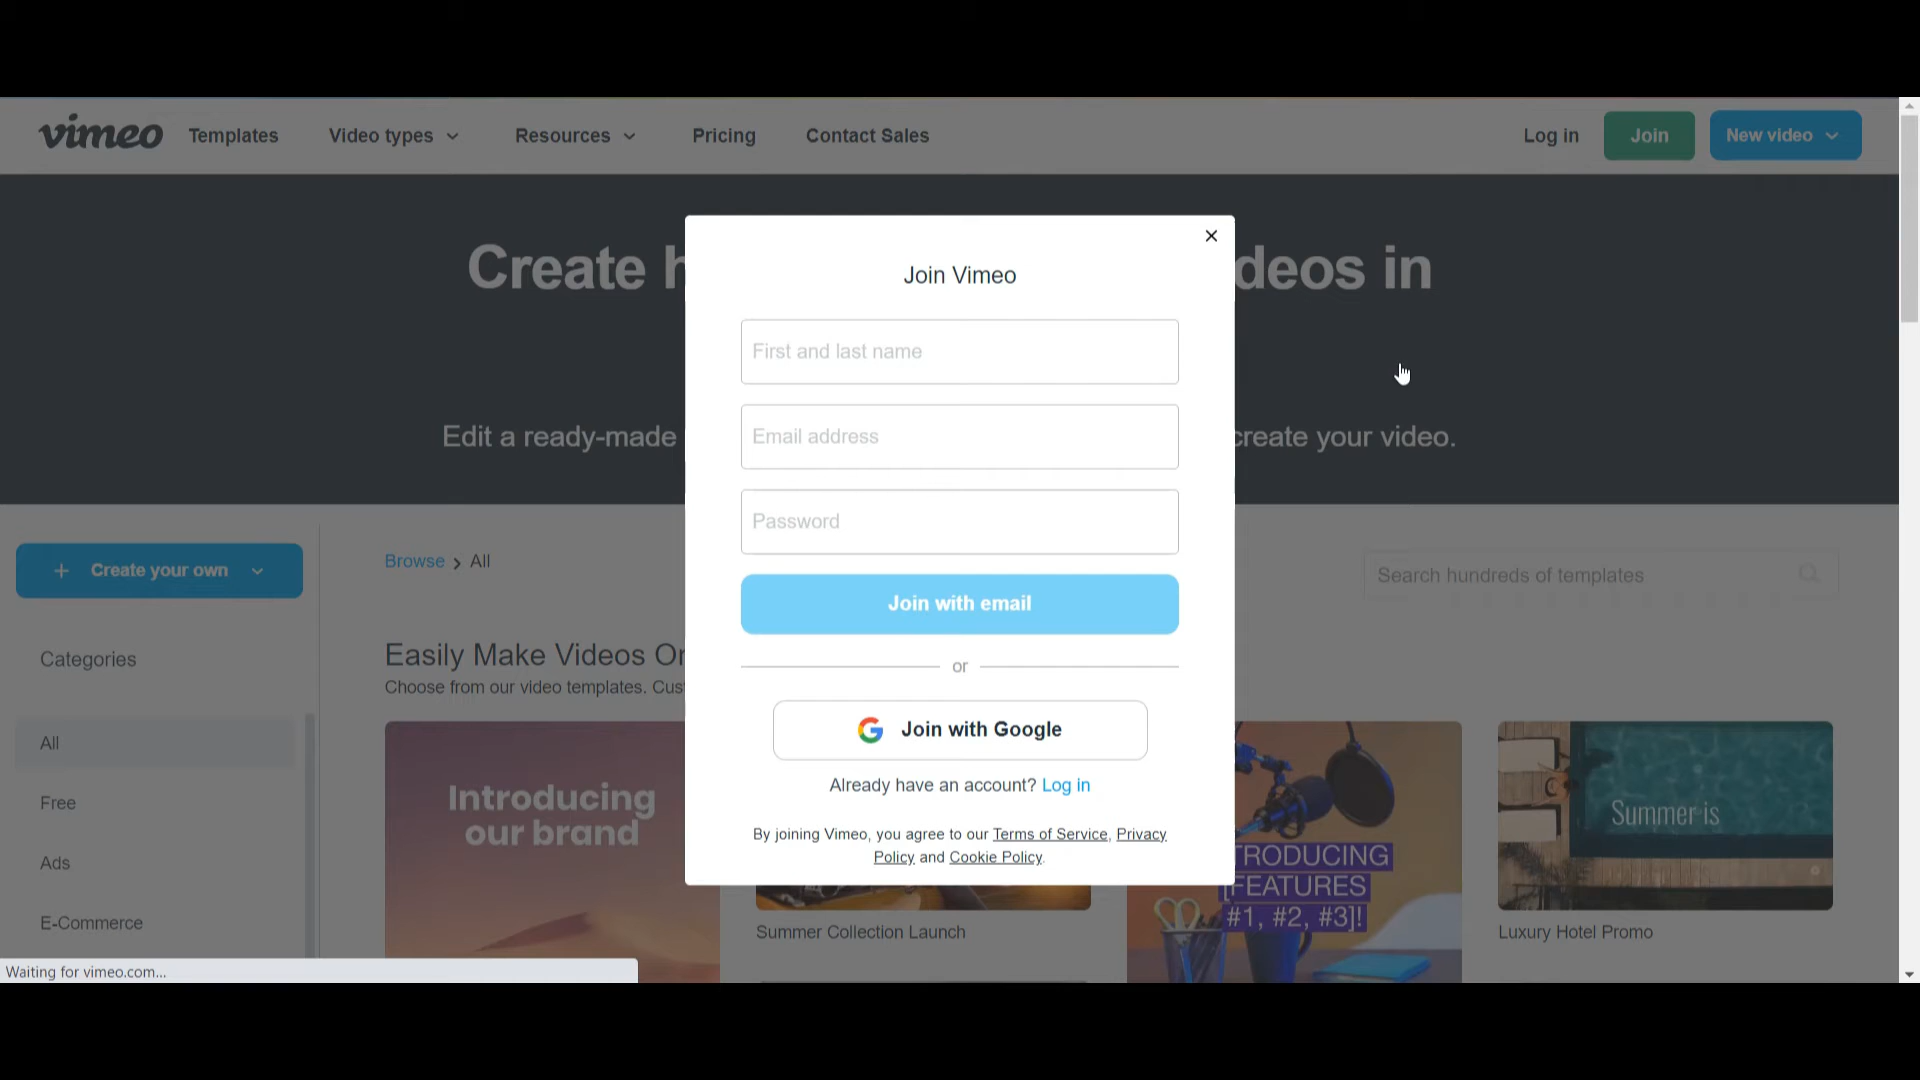 vimeo Templates Video types Resources Pricing Contact Sales Log in Join New video
Create h deos in
Edit a ready-made create your video.
Join Vimeo
First and last name
Email address
Password
Join with email
or
Join with Google
Already have an account? Log in
By joining Vimeo, you agree to our Terms of Service, Privacy
Policy and Cookie Policy.
+ Create your own
Categories
All
Free
Ads
E-Commerce
Browse > All
Search hundreds of templates
Easily Make Videos Or
Choose from our video templates. Cust
Introducing
our brand
Summer Collection Launch
TRODUCING
[FEATURES
#1, #2, #3]!
Summer is
Luxury Hotel Promo
Waiting for vimeo.com...